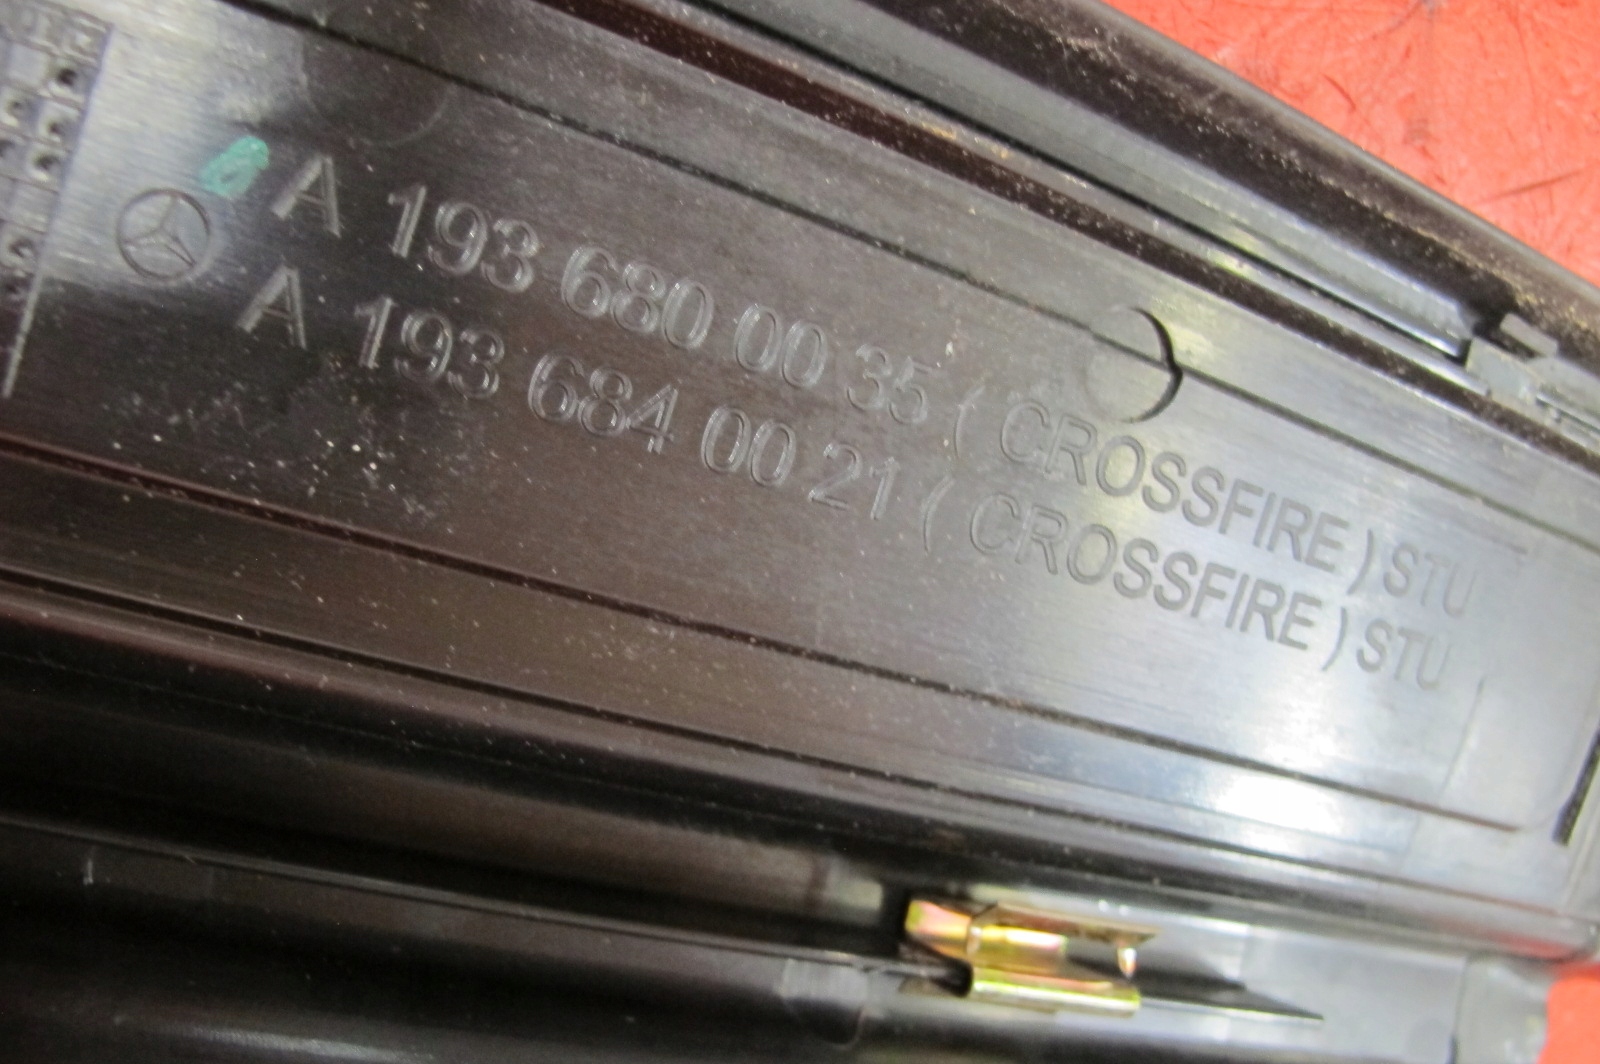 A 193 680 00 35 ( CROSSFIRE ) STU
A 193 684 00 21 ( CROSSFIRE ) STU